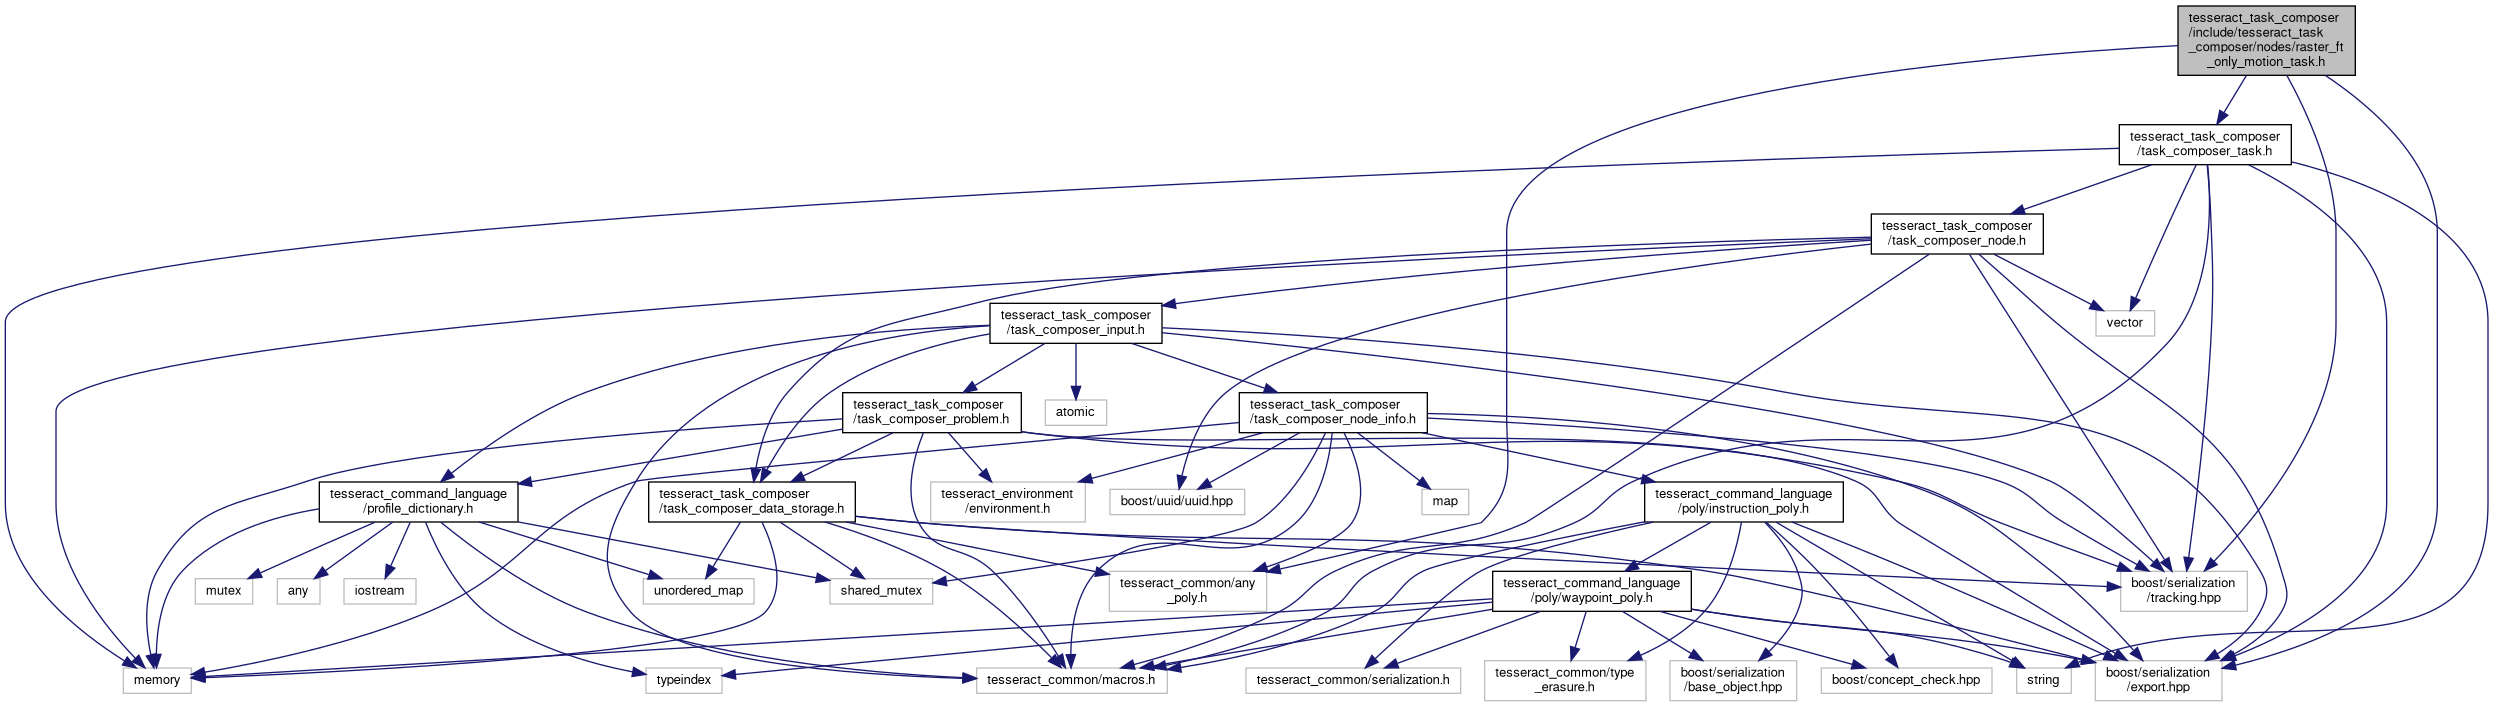 tesseract_task_composer
/include/tesseract_task
_composer/nodes/raster_ft
_only_motion_task.h
tesseract_task_composer
/task_composer_task.h
tesseract_task_composer
/task_composer_node.h
tesseract_task_composer
/task_composer_input.h
vector
tesseract_task_composer
/task_composer_problem.h
atomic
tesseract_task_composer
/task_composer_node_info.h
tesseract_command_language
/profile_dictionary.h
tesseract_task_composer
/task_composer_data_storage.h
tesseract_environment
/environment.h
boost/uuid/uuid.hpp
map
tesseract_command_language
/poly/instruction_poly.h
mutex
any
iostream
unordered_map
shared_mutex
tesseract_common/any
_poly.h
tesseract_command_language
/poly/waypoint_poly.h
boost/serialization
/tracking.hpp
memory
typeindex
tesseract_common/macros.h
tesseract_common/serialization.h
tesseract_common/type
_erasure.h
boost/serialization
/base_object.hpp
boost/concept_check.hpp
string
boost/serialization
/export.hpp